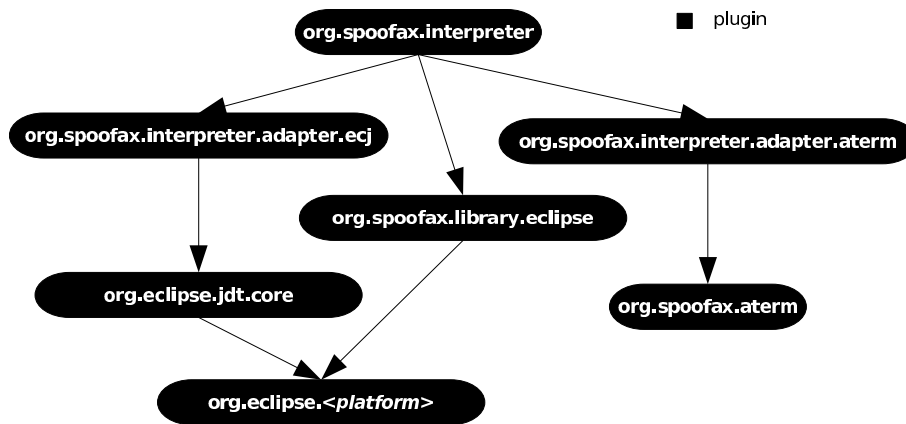 org.spoofax.interpreter
plugin
org.spoofax.interpreter.adapter.ecj
org.spoofax.interpreter.adapter.aterm
org.spoofax.library.eclipse
org.eclipse.jdt.core
org.spoofax.aterm
org.eclipse.<platform>